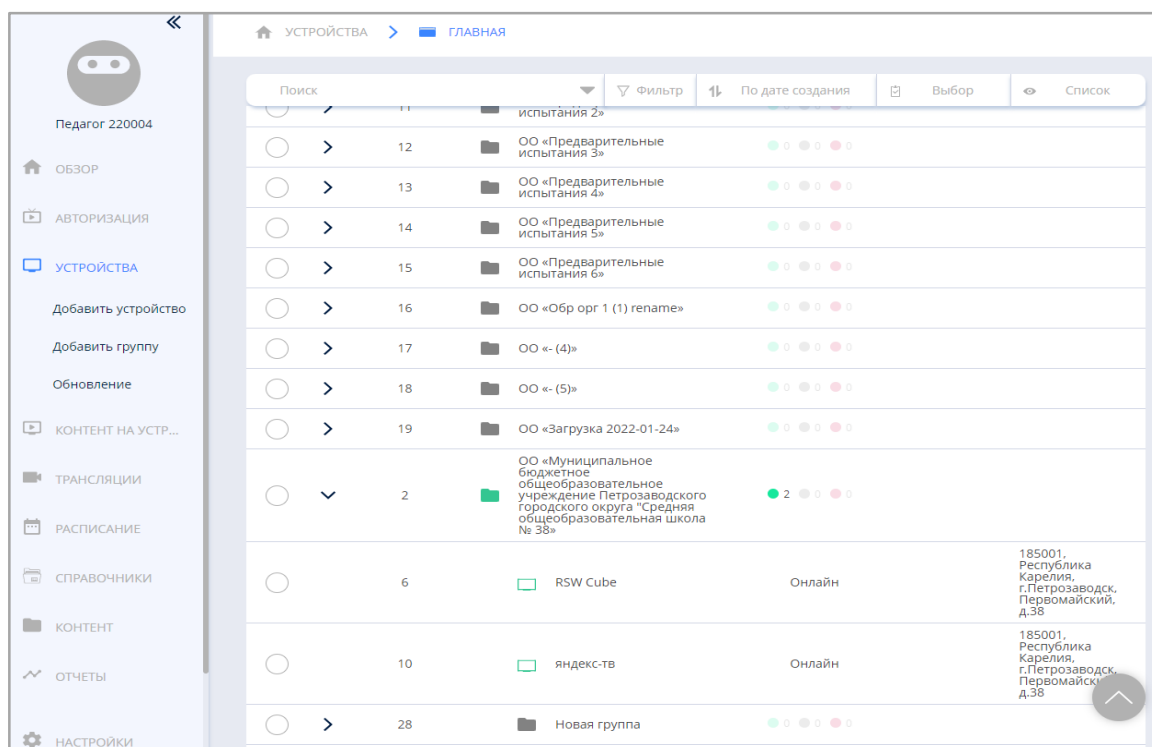 УСТРОЙСТВА
ГЛАВНАЯ
Педагог 220004
ОБЗОР
АВТОРИЗАЦИЯ
УСТРОЙСТВА
Добавить устройство
Добавить группу
Обновление
КОНТЕНТ НА УСТР...
ТРАНСЛЯЦИИ
РАСПИСАНИЕ
СПРАВОЧНИКИ
КОНТЕНТ
ОТЧЕТЫ
НАСТРОЙКИ
Поиск Фильтр По дате создания Выбор Список
испытания 2»
12 ОО «Предварительные
испытания 3» 0 0 0
13 ОО «Предварительные
испытания 4» 0 0 0
14 ОО «Предварительные
испытания 5» 0 0 0
15 ОО «Предварительные
испытания 6» 0 0 0
16 ОО «Обр орг 1 (1) rename» 0 0 0
17 ОО «- (4)» 0 0 0
18 ОО «- (5)» 0 0 0
19 ОО «Загрузка 2022-01-24» 0 0 0
2 ОО «Муниципальное
бюджетное
общеобразовательное
учреждение Петрозаводского
городского округа "Средняя
общеобразовательная школа
№ 38» 2 0 0
6 RSW Cube Онлайн
185001,
Республика
Карелия,
г.Петрозаводск,
Первомайский,
д.38
10 яндекс-тв Онлайн
185001,
Республика
Карелия,
г.Петрозаводск,
д.38
28 Новая группа 0 0 0